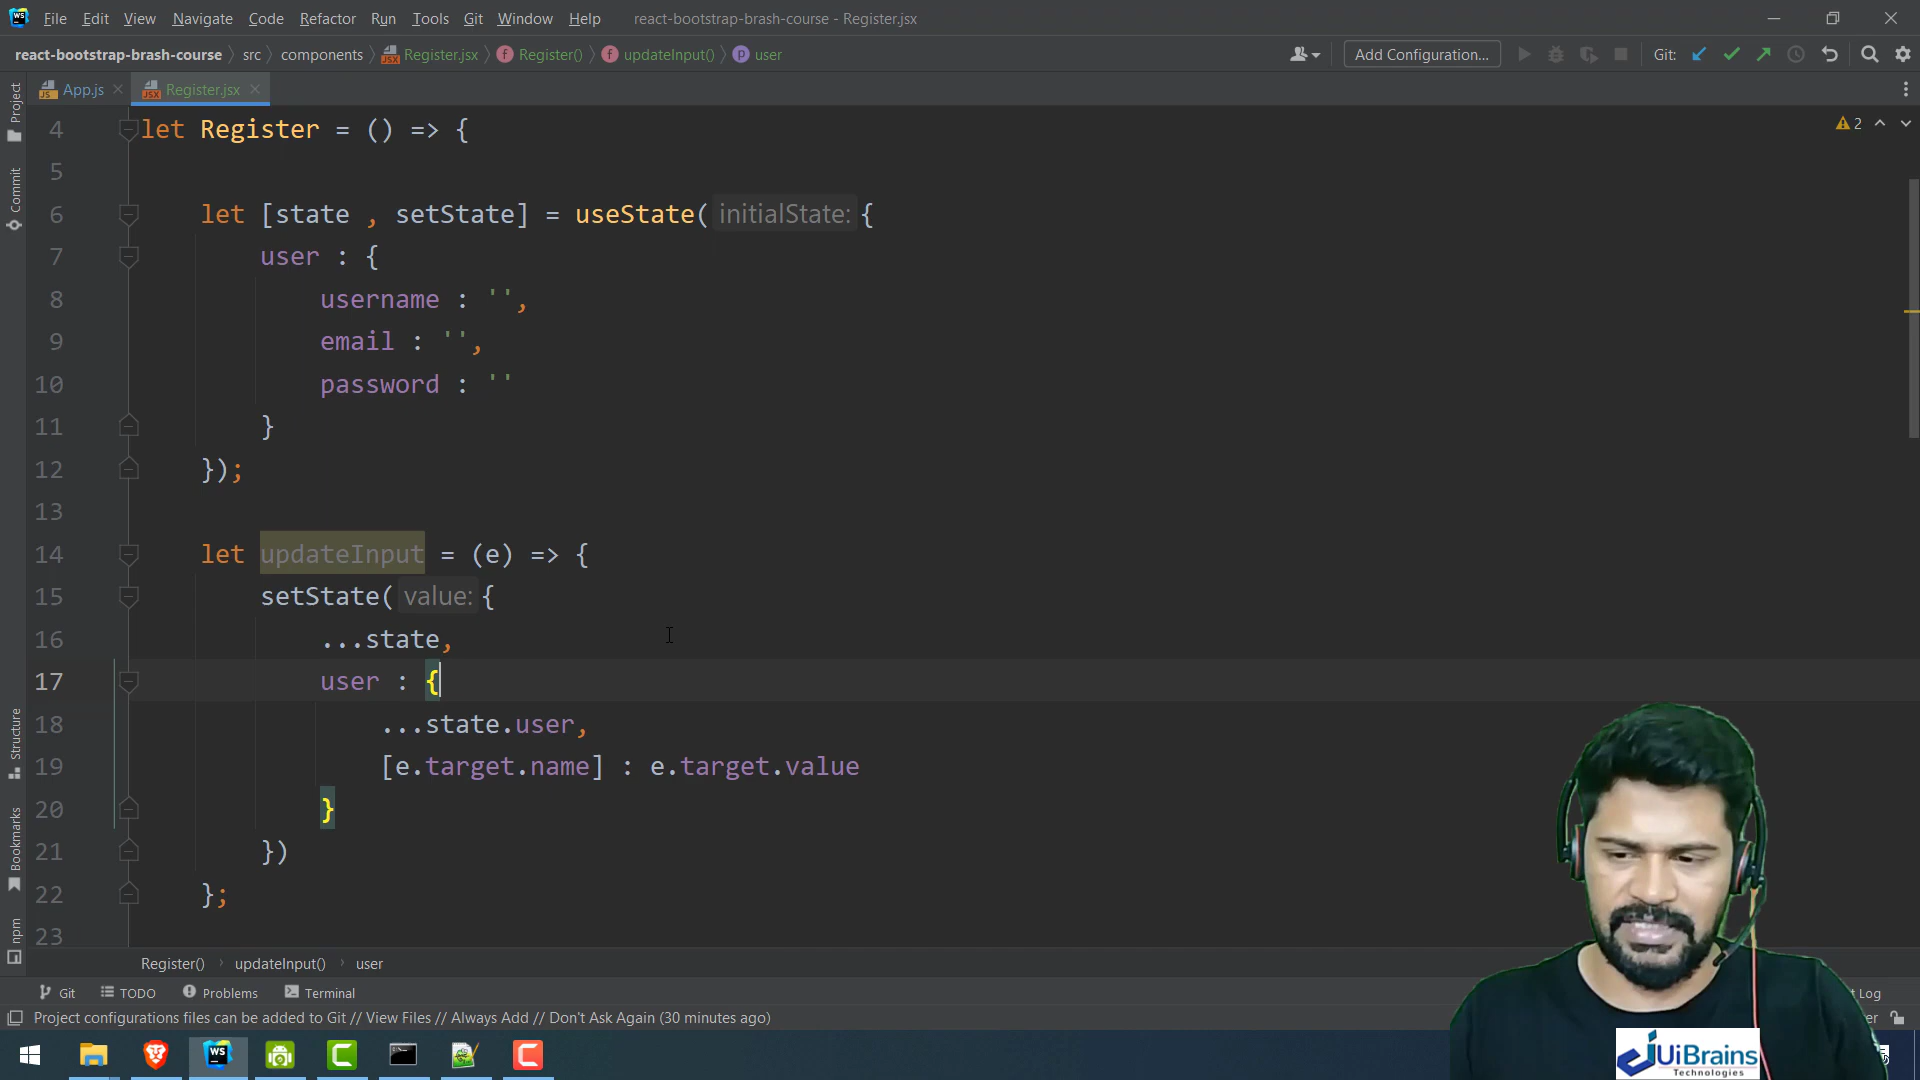 File Edit View Navigate Code Refactor Run Tools Git Window Help react-bootstrap-brash-course - Register.jsx
react-bootstrap-brash-course src components Register.jsx Register() updateInput() user Add Configuration... Git:
App.js Register.jsx
4 let Register = () => { 2
5
6 let [state , setState] = useState( initialState: {
7 user : {
8 username : '',
9 email : '',
10 password : ''
11 }
12 });
13
14 let updateInput = (e) => {
15 setState( value: {
16 ...state,
17 user : {
18 ...state.user,
19 [e.target.name] : e.target.value
20 }
21 })
22 };
23
Project
Commit
Structure
Bookmarks
npm
Register() updateInput() user
Git TODO Problems Terminal t Log
Project configurations files can be added to Git // View Files // Always Add // Don't Ask Again (30 minutes ago) er
WS
UiBrains
Technologies